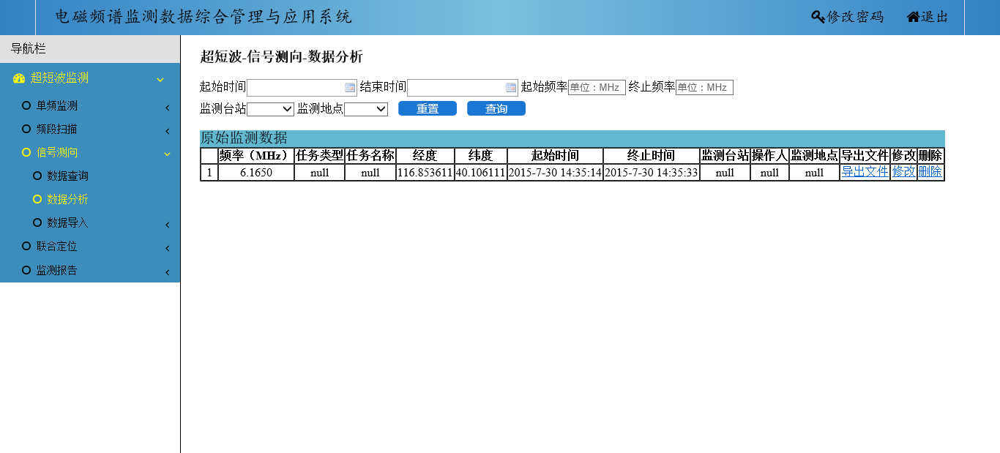 电磁频谱监测数据综合管理与应用系统 修改密码 退出
导航栏
超短波监测
单频监测
频段扫描
信号测向
数据查询
数据分析
数据导入
联合定位
监测报告
超短波-信号测向-数据分析
起始时间 结束时间 起始频率 单位：MHz 终止频率 单位：MHz
监测台站 监测地点 重置 查询
原始监测数据
频率（MHz） 任务类型 任务名称 经度 纬度 起始时间 终止时间 监测台站 操作人 监测地点 导出文件 修改 删除
1 6.1650 null null 116.853611 40.106111 2015-7-30 14:35:14 2015-7-30 14:35:33 null null null 导出文件 修改 删除